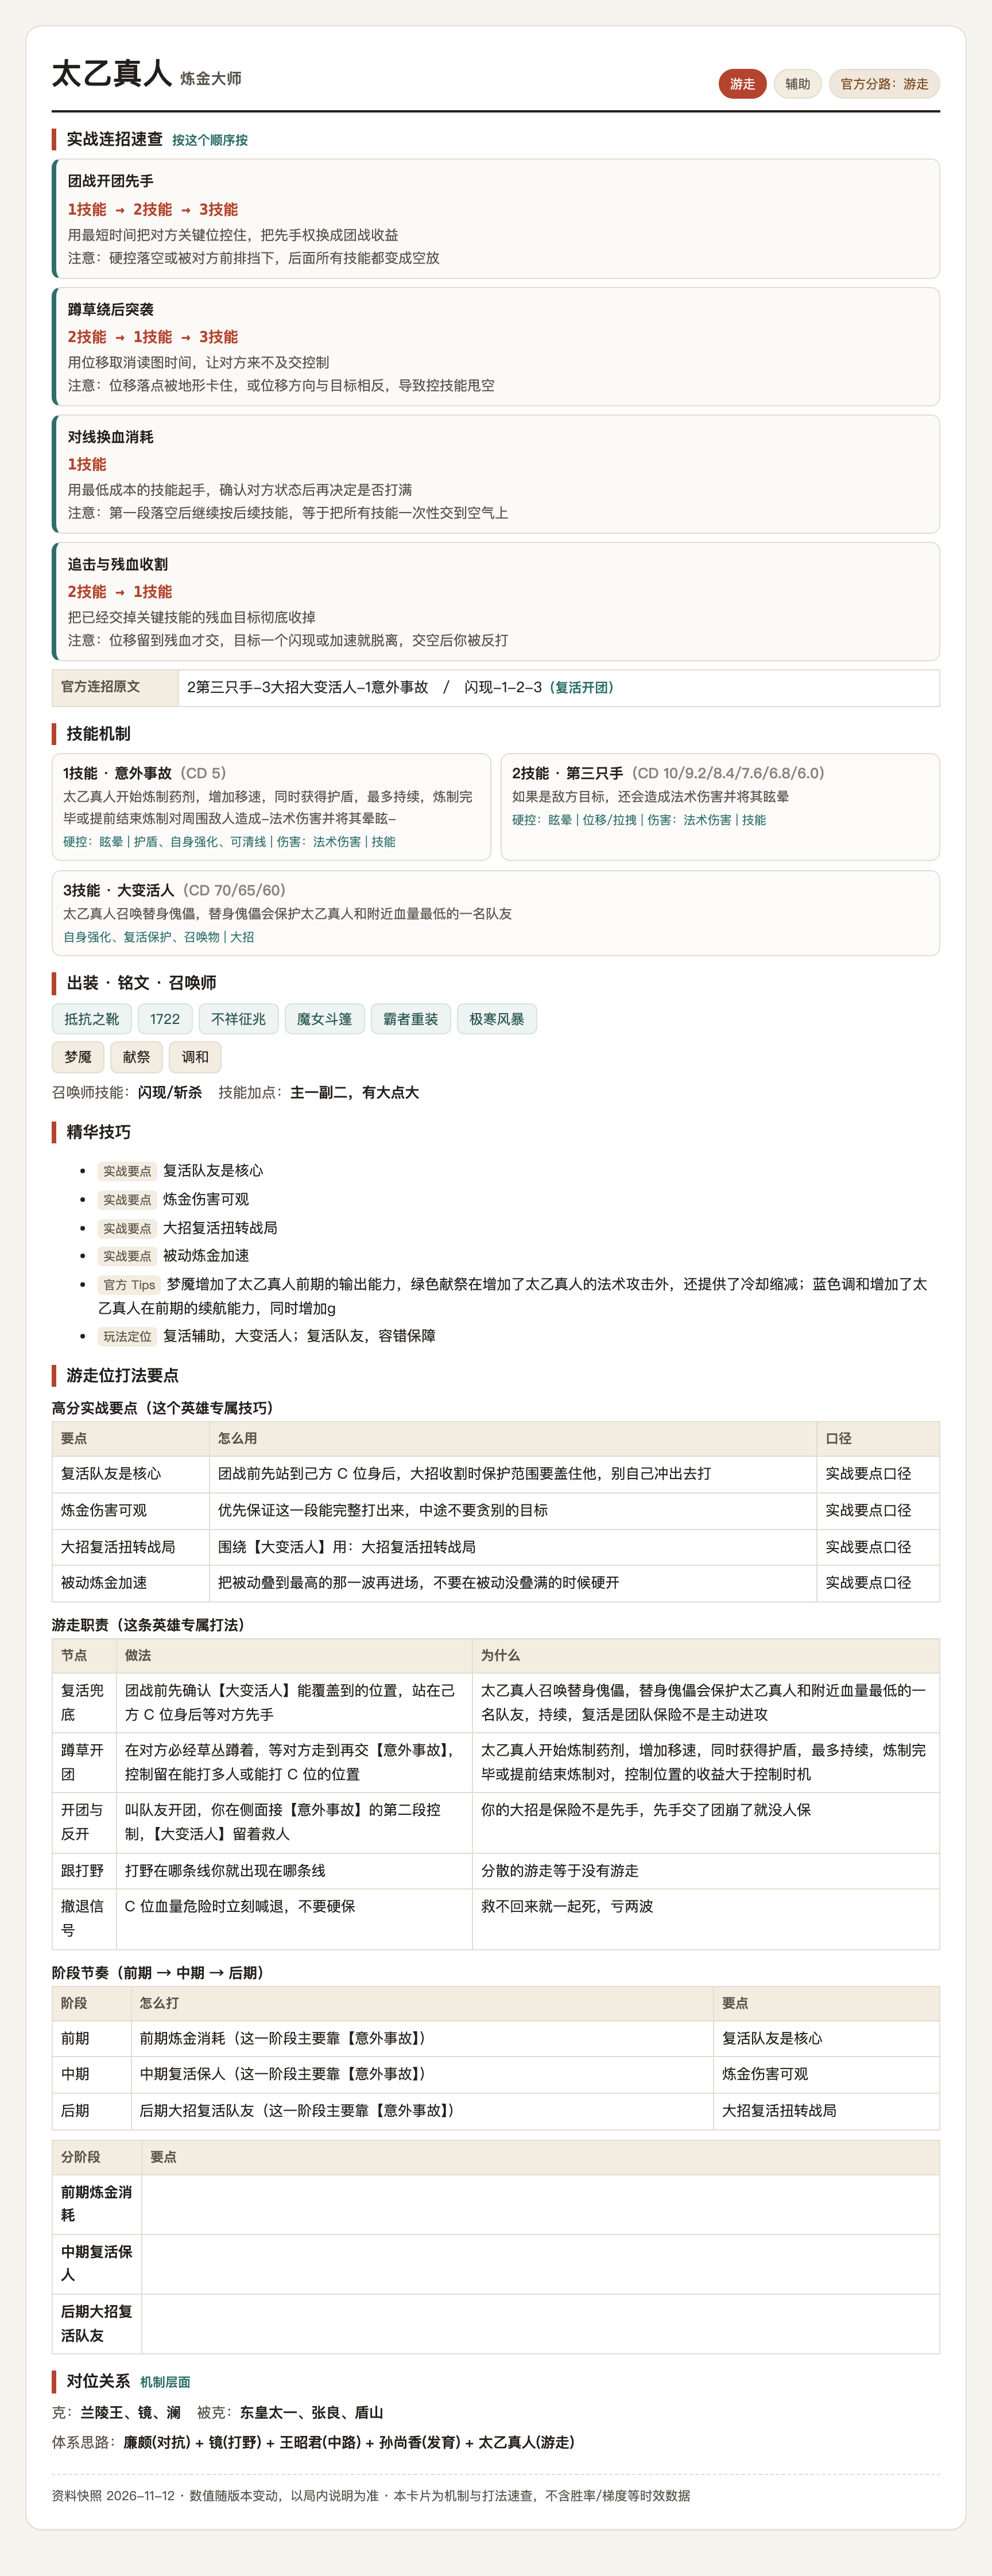 太乙真人 炼金大师
游走 辅助 官方分路：游走
实战连招速查 按这个顺序按
团战开团先手
1技能 → 2技能 → 3技能
用最短时间把对方关键位控住，把先手权换成团战收益
注意：硬控落空或被对方前排挡下，后面所有技能都变成空放
蹲草绕后突袭
2技能 → 1技能 → 3技能
用位移取消读图时间，让对方来不及交控制
注意：位移落点被地形卡住，或位移方向与目标相反，导致控技能甩空
对线换血消耗
1技能
用最低成本的技能起手，确认对方状态后再决定是否打满
注意：第一段落空后继续按后续技能，等于把所有技能一次性交到空气上
追击与残血收割
2技能 → 1技能
把已经交掉关键技能的残血目标彻底收掉
注意：位移留到残血才交，目标一个闪现或加速就脱离，交空后你被反打
官方连招原文 2第三只手-3大招大变活人-1意外事故 / 闪现-1-2-3（复活开团）
技能机制
1技能 · 意外事故（CD 5）
太乙真人开始炼制药剂，增加移速，同时获得护盾，最多持续，炼制完
毕或提前结束炼制对周围敌人造成-法术伤害并将其晕眩-
硬控：眩晕 | 护盾、自身强化、可清线 | 伤害：法术伤害 | 技能
2技能 · 第三只手（CD 10/9.2/8.4/7.6/6.8/6.0）
如果是敌方目标，还会造成法术伤害并将其眩晕
硬控：眩晕 | 位移/拉拽 | 伤害：法术伤害 | 技能
3技能 · 大变活人（CD 70/65/60）
太乙真人召唤替身傀儡，替身傀儡会保护太乙真人和附近血量最低的一名队友
自身强化、复活保护、召唤物 | 大招
出装 · 铭文 · 召唤师
抵抗之靴 1722 不祥征兆 魔女斗篷 霸者重装 极寒风暴
梦魇 献祭 调和
召唤师技能：闪现/斩杀 技能加点：主一副二，有大点大
精华技巧
• 实战要点 复活队友是核心
• 实战要点 炼金伤害可观
• 实战要点 大招复活扭转战局
• 实战要点 被动炼金加速
• 官方 Tips 梦魇增加了太乙真人前期的输出能力，绿色献祭在增加了太乙真人的法术攻击外，还提供了冷却缩减；蓝色调和增加了太
乙真人在前期的续航能力，同时增加g
• 玩法定位 复活辅助，大变活人；复活队友，容错保障
游走位打法要点
高分实战要点（这个英雄专属技巧）
要点 怎么用 口径
复活队友是核心 团战前先站到己方 C 位身后，大招收割时保护范围要盖住他，别自己冲出去打 实战要点口径
炼金伤害可观 优先保证这一段能完整打出来，中途不要贪别的目标 实战要点口径
大招复活扭转战局 围绕【大变活人】用：大招复活扭转战局 实战要点口径
被动炼金加速 把被动叠到最高的那一波再进场，不要在被动没叠满的时候硬开 实战要点口径
游走职责（这条英雄专属打法）
节点 做法 为什么
复活兜底 团战前先确认【大变活人】能覆盖到的位置，站在己方 C 位身后等对方先手 太乙真人召唤替身傀儡，替身傀儡会保护太乙真人和附近血量最低的一名队友，持续，复活是团队保险不是主动进攻
蹲草开团 在对方必经草丛蹲着，等对方走到再交【意外事故】，控制留在能打多人或能打 C 位的位置 太乙真人开始炼制药剂，增加移速，同时获得护盾，最多持续，炼制完毕或提前结束炼制对，控制位置的收益大于控制时机
开团与反开 叫队友开团，你在侧面接【意外事故】的第二段控制，【大变活人】留着救人 你的大招是保险不是先手，先手交了团崩了就没人保
跟打野 打野在哪条线你就出现在哪条线 分散的游走等于没有游走
撤退信号 C 位血量危险时立刻喊退，不要硬保 救不回来就一起死，亏两波
阶段节奏（前期 → 中期 → 后期）
阶段 怎么打 要点
前期 前期炼金消耗（这一阶段主要靠【意外事故】） 复活队友是核心
中期 中期复活保人（这一阶段主要靠【意外事故】） 炼金伤害可观
后期 后期大招复活队友（这一阶段主要靠【意外事故】） 大招复活扭转战局
分阶段 要点
前期炼金消耗
中期复活保人
后期大招复活队友
对位关系 机制层面
克：兰陵王、镜、澜 被克：东皇太一、张良、盾山
体系思路：廉颇(对抗) + 镜(打野) + 王昭君(中路) + 孙尚香(发育) + 太乙真人(游走)
资料快照 2026-11-12 · 数值随版本变动，以局内说明为准 · 本卡片为机制与打法速查，不含胜率/梯度等时效数据